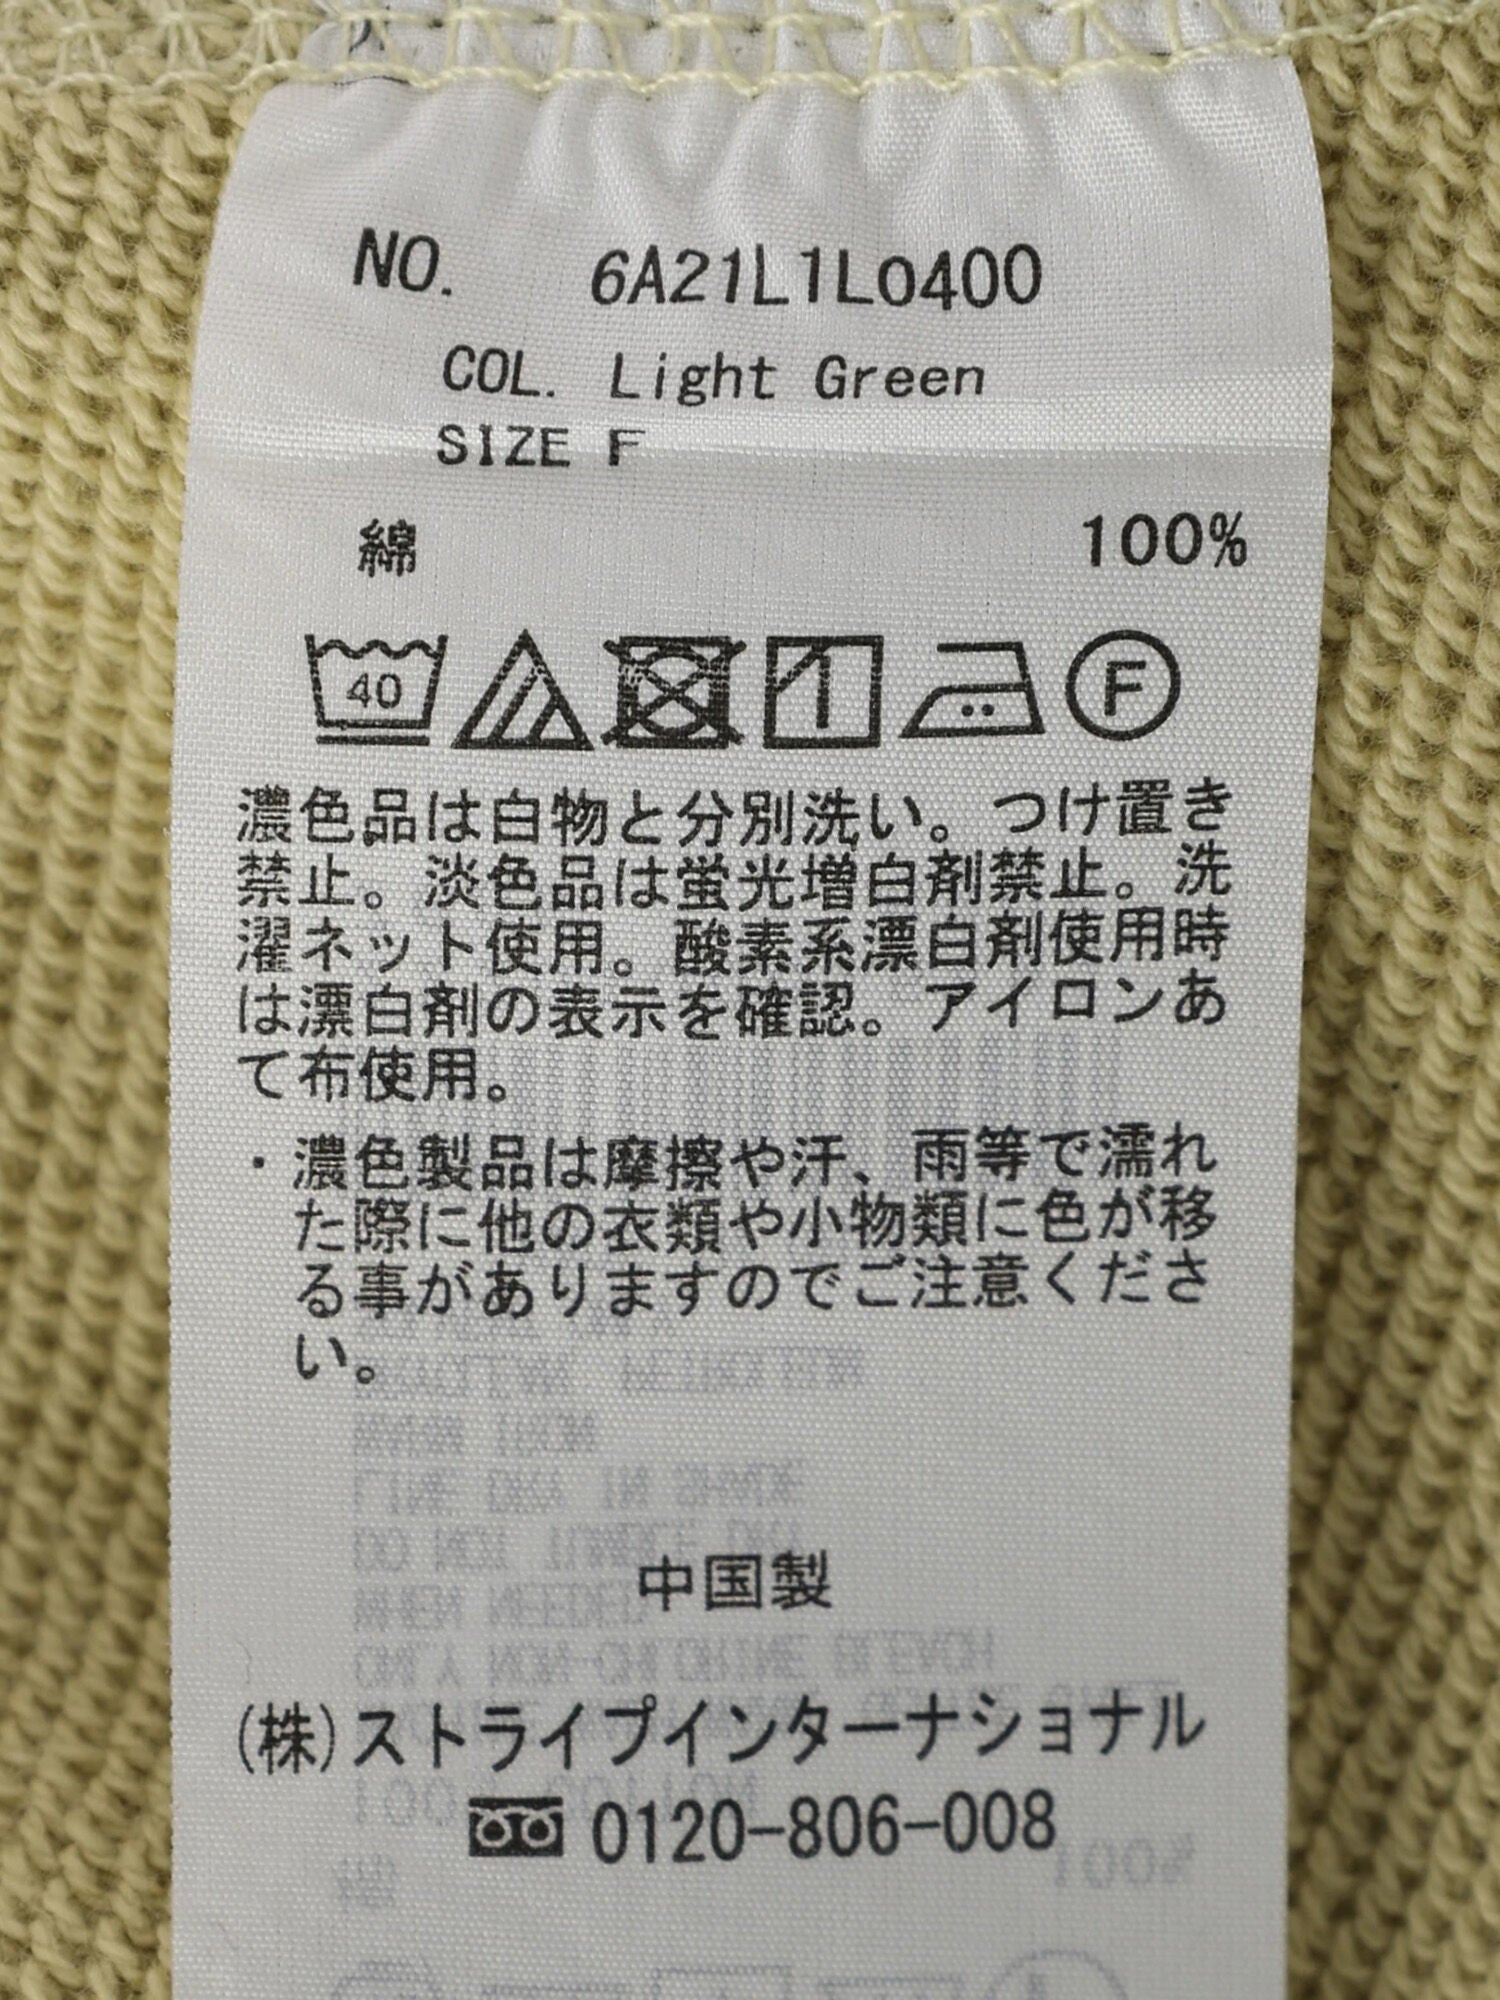 NO. 6A21L1L0400
COL. Light Green
SIZE F
綿 100%
40
F
濃色品は白物と分別洗い。つけ置き
禁止。淡色品は蛍光増白剤禁止。洗
濯ネット使用。酸素系漂白剤使用時
は漂白剤の表示を確認。アイロンあ
て布使用。
・濃色製品は摩擦や汗、雨等で濡れ
た際に他の衣類や小物類に色が移
る事がありますのでご注意くださ
い。
中国製
(株)ストライプインターナショナル
0120-806-008